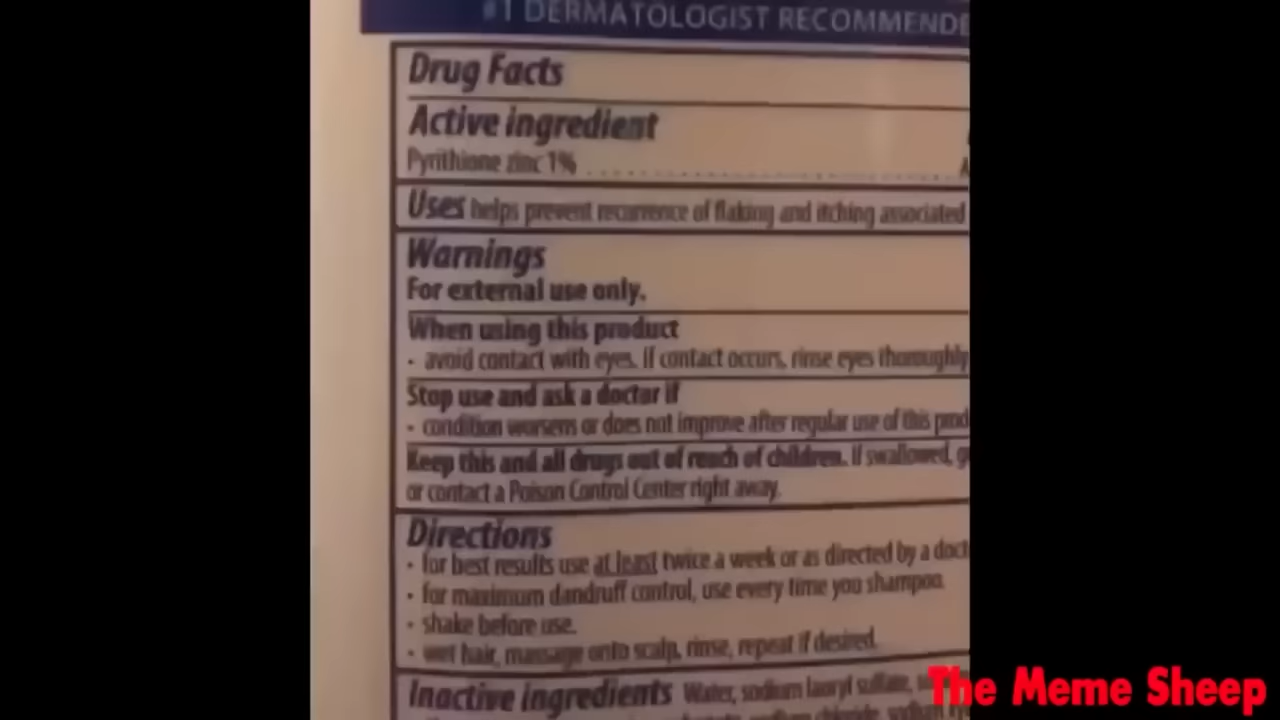 #1 DERMATOLOGIST RECOMMENDE
Drug Facts
Active ingredient
Pyrithione zinc 1%
Uses helps prevent recurrence of flaking and itching associated
Warnings
For external use only.
When using this product
• avoid contact with eyes. If contact occurs, rinse eyes thoroughly
Stop use and ask a doctor if
• condition worsens or does not improve after regular use of this prod
Keep this and all drugs out of reach of children. If swallowed, g
or contact a Poison Control Center right away.
Directions
• for best results use at least twice a week or as directed by a doct
• for maximum dandruff control, use every time you shampoo.
• shake before use.
• wet hair, massage onto scalp, rinse, repeat if desired.
Inactive ingredients Water, sodium lauryl sulfate,
chloride, sodium
The Meme Sheep